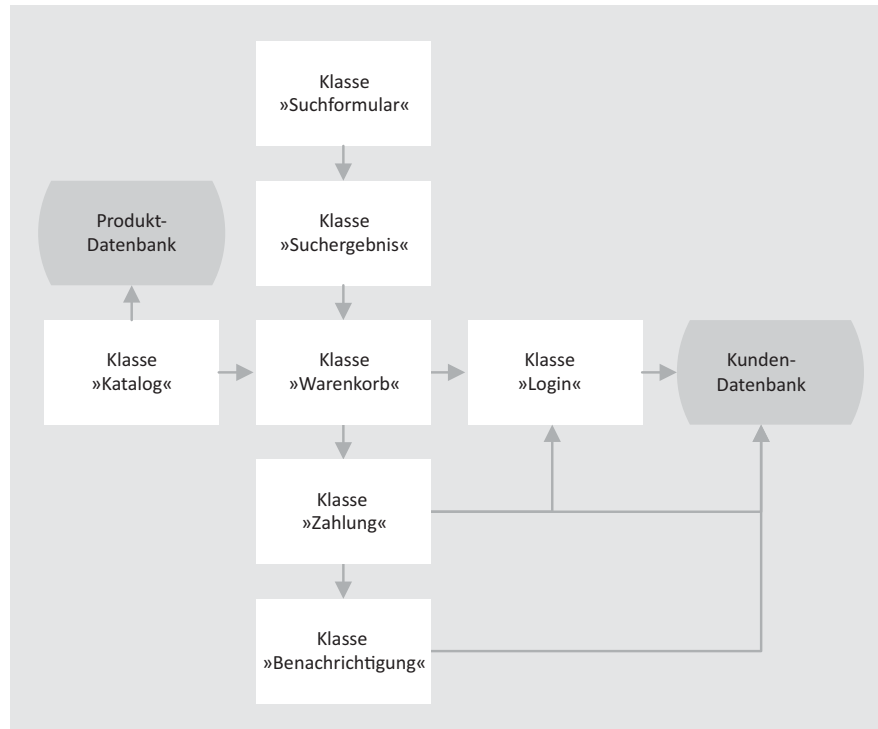 Klasse
»Suchformular«
Produkt-
Datenbank
Klasse
»Suchergebnis«
Klasse
»Katalog«
Klasse
»Warenkorb«
Klasse
»Login«
Kunden-
Datenbank
Klasse
»Zahlung«
Klasse
»Benachrichtigung«